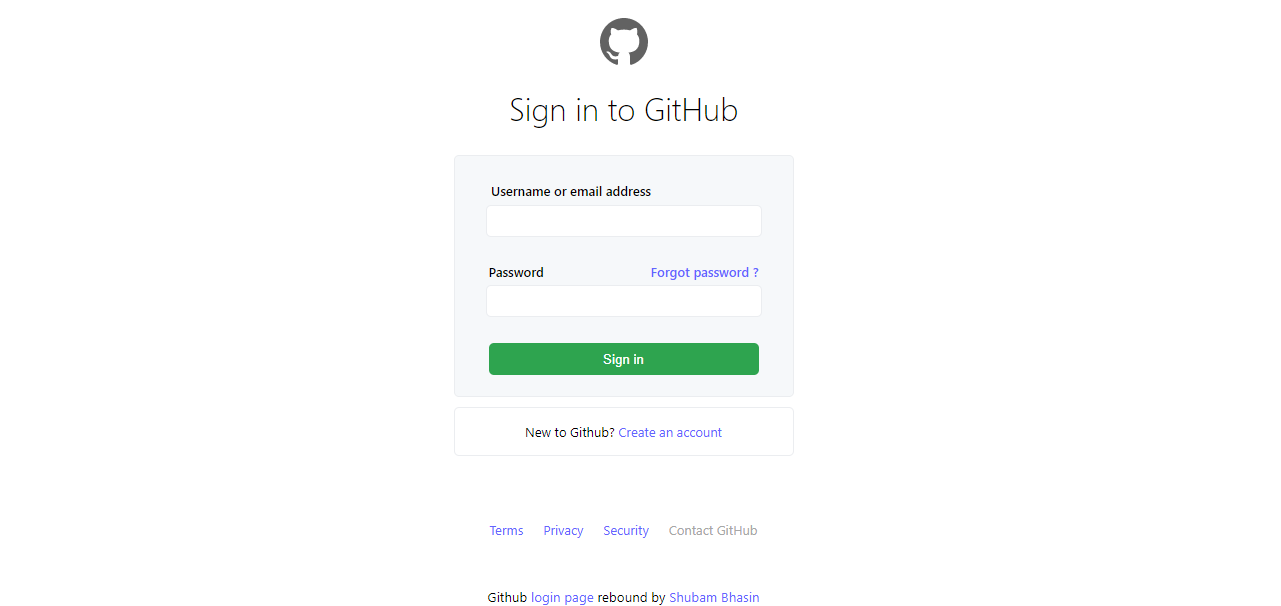 Sign in to GitHub
Username or email address
Password Forgot password ?
Sign in
New to Github? Create an account
Terms Privacy Security Contact GitHub
Github login page rebound by Shubam Bhasin